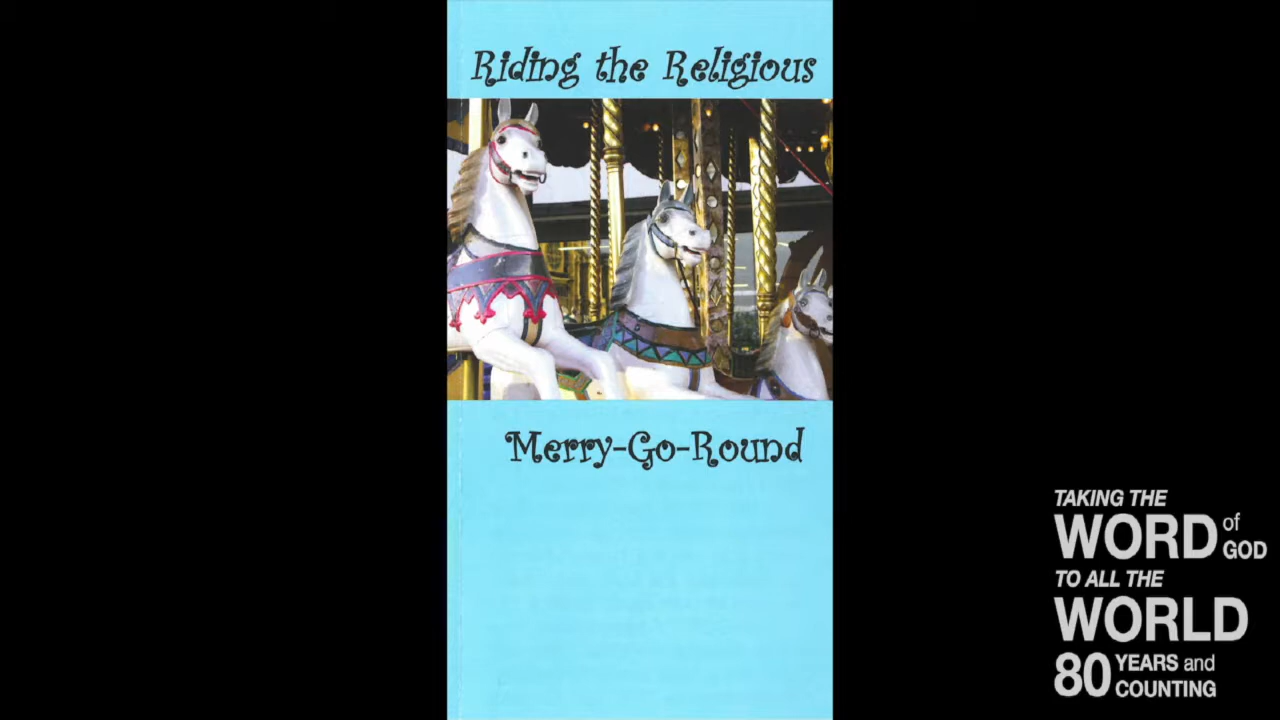 Riding the Religious
Merry-Go-Round
TAKING THE
WORD of GOD
TO ALL THE
WORLD
80 YEARS and
COUNTING